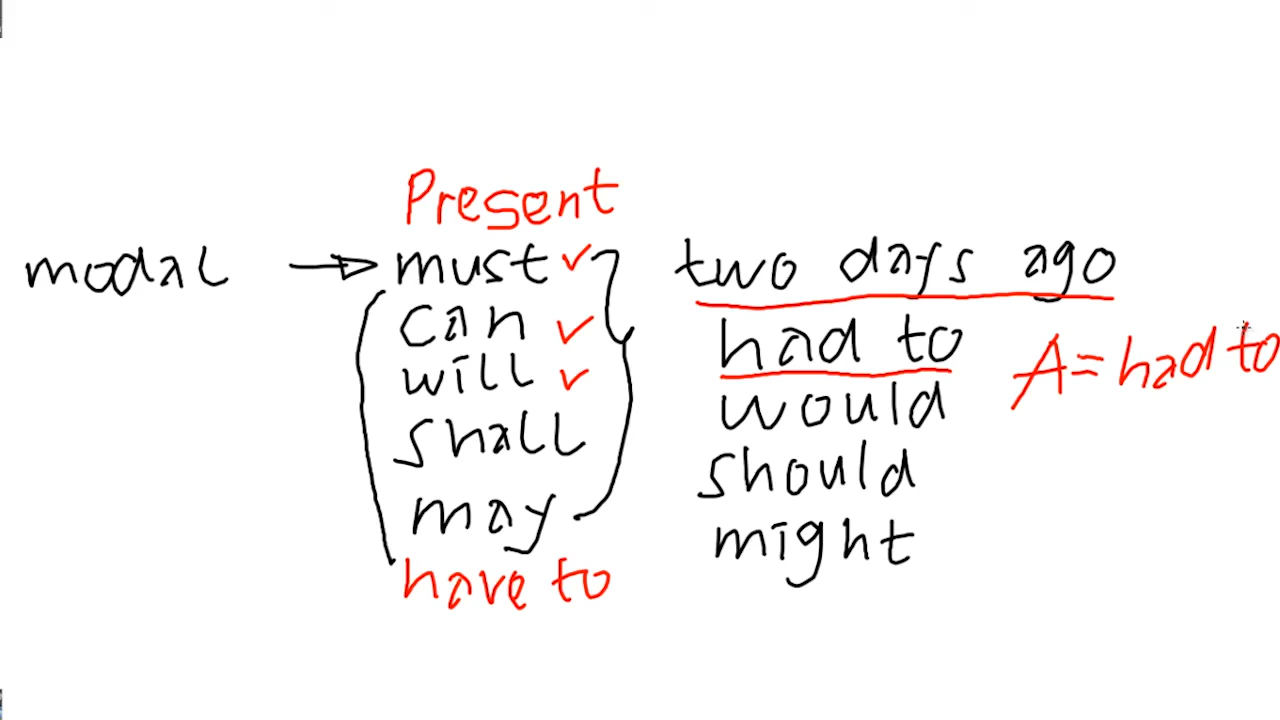 Present
modal → must ✓ two days ago
can ✓ had to A = had to
will ✓ would
shall should
may might
have to